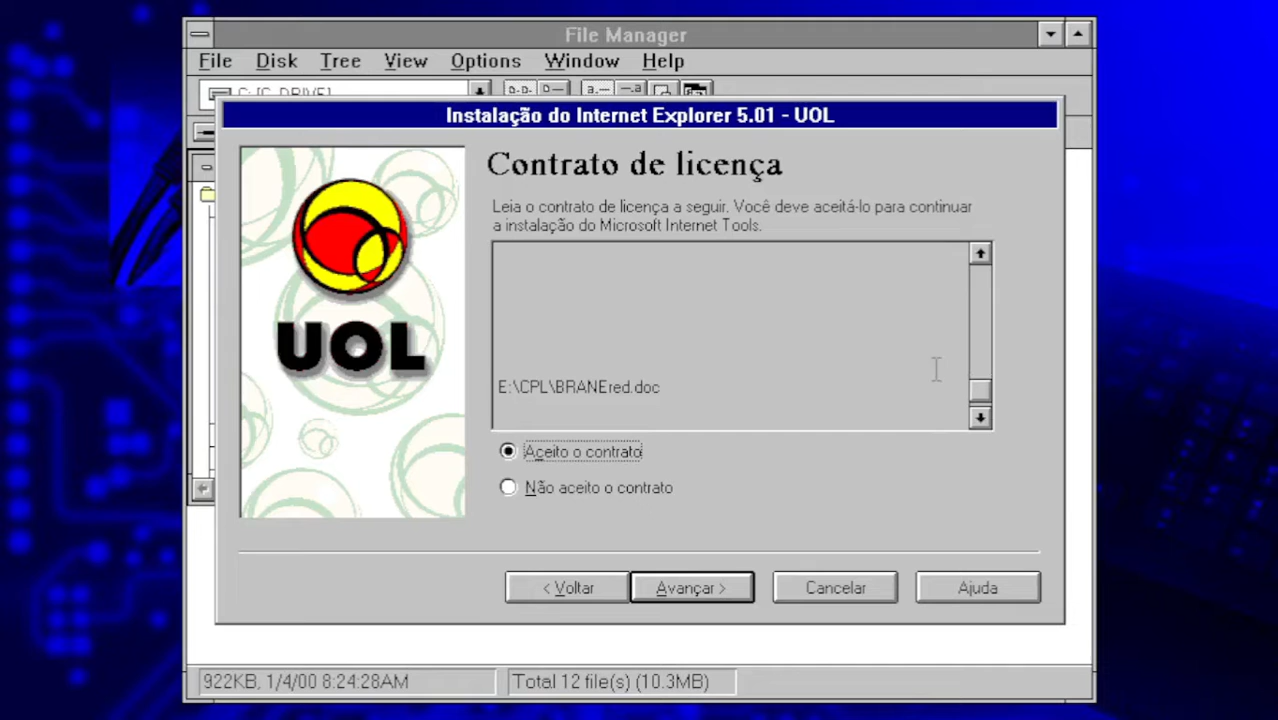 File Manager
File Disk Tree View Options Window Help
C: [C_DRIVE]
Instalação do Internet Explorer 5.01 - UOL
Contrato de licença
Leia o contrato de licença a seguir. Você deve aceitá-lo para continuar
a instalação do Microsoft Internet Tools.
UOL
E:\CPL\BRANEred.doc
Aceito o contrato
Não aceito o contrato
< Voltar Avançar > Cancelar Ajuda
922KB, 1/4/00 8:24:28AM Total 12 file(s) (10.3MB)